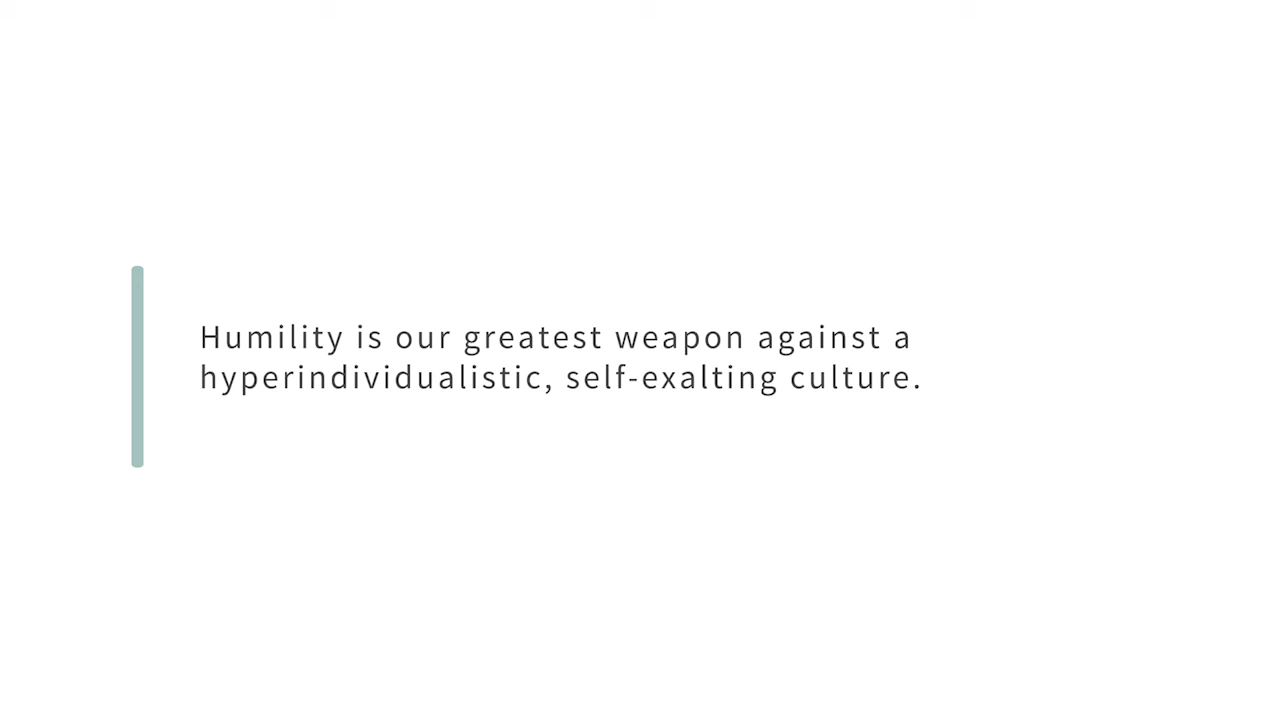 Humility is our greatest weapon against a
hyperindividualistic, self-exalting culture.